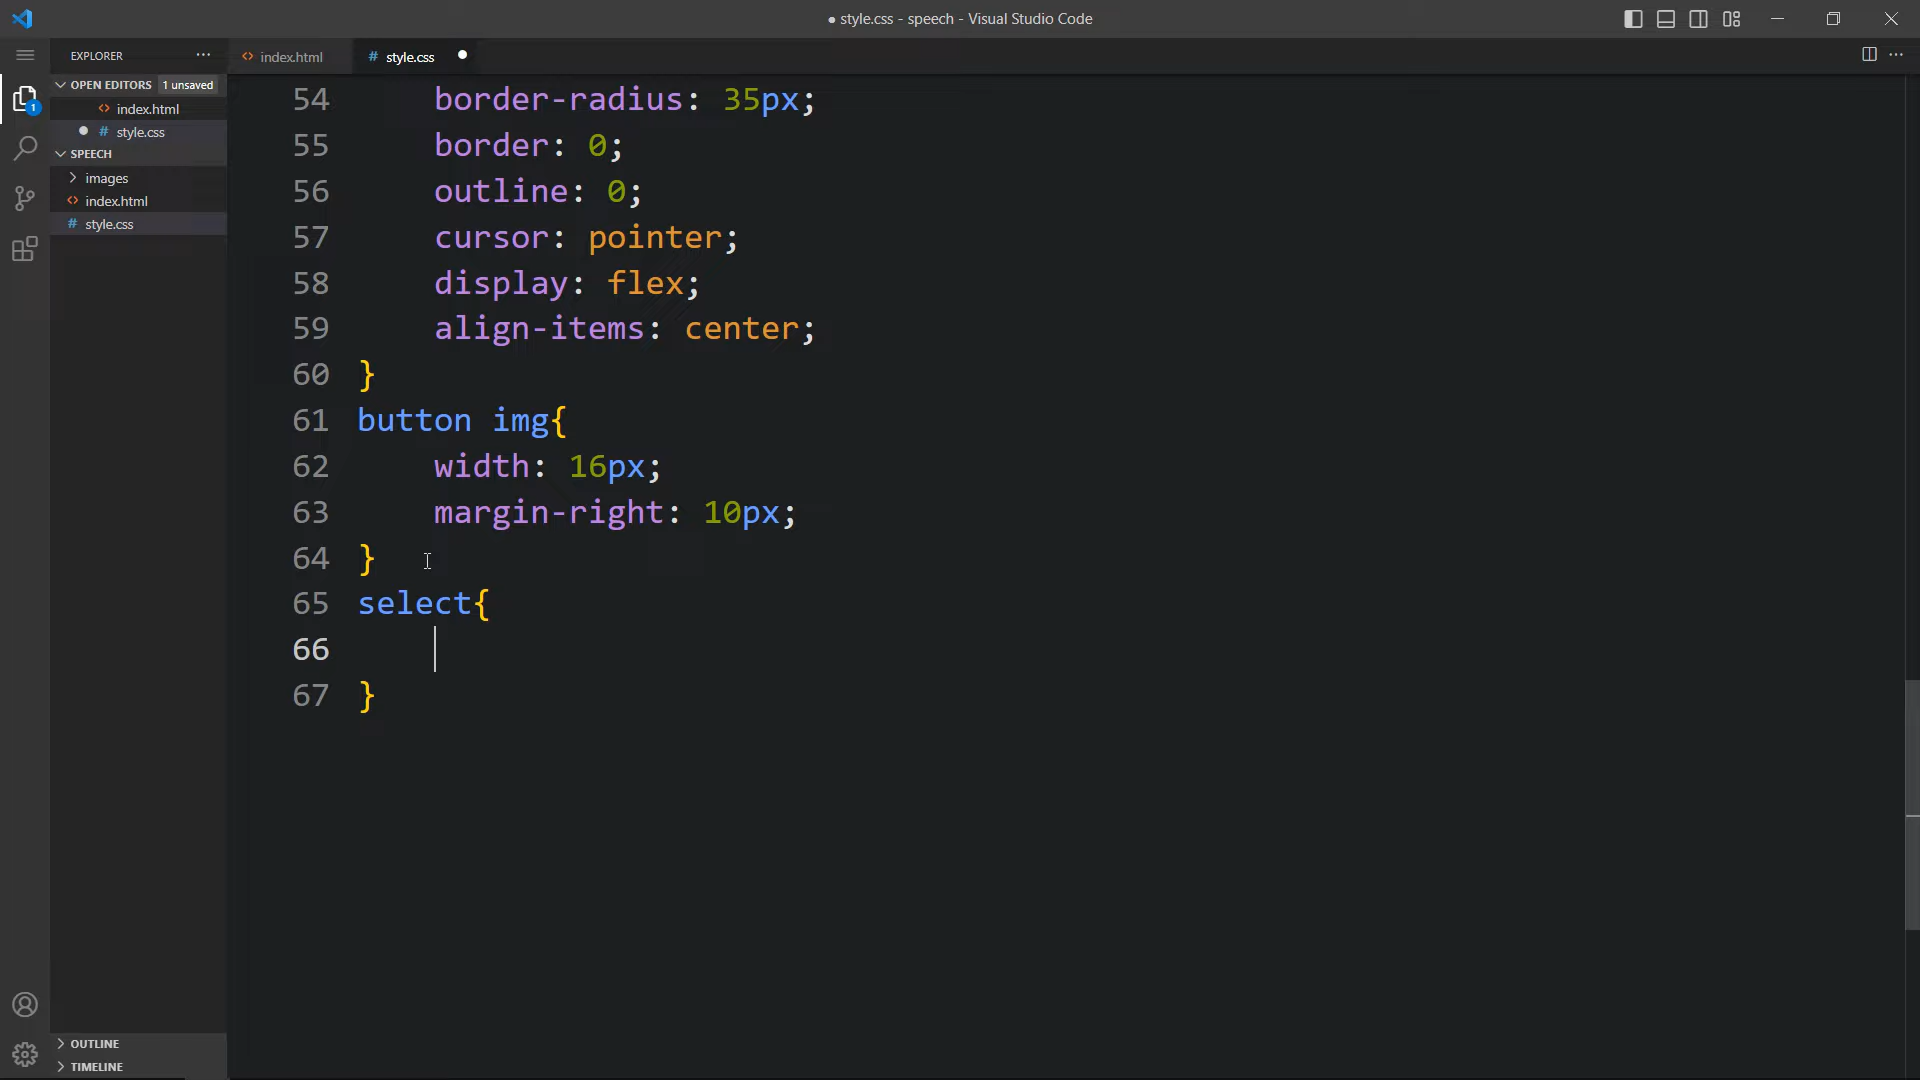 ● style.css - speech - Visual Studio Code
EXPLORER ···
<> index.html
# style.css ●
OPEN EDITORS 1 unsaved
<> index.html
● # style.css
SPEECH
images
<> index.html
# style.css
1
54 border-radius: 35px;
55 border: 0;
56 outline: 0;
57 cursor: pointer;
58 display: flex;
59 align-items: center;
60 }
61 button img{
62 width: 16px;
63 margin-right: 10px;
64 }
65 select{
66
67 }
OUTLINE
TIMELINE